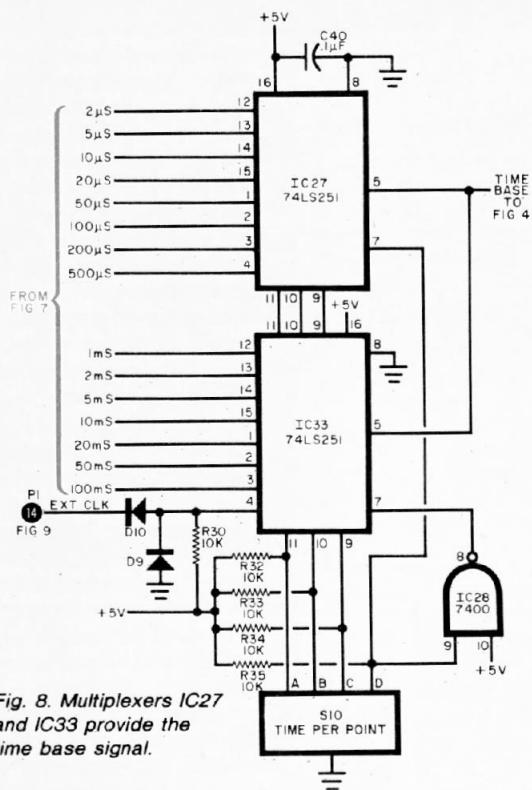 +5V
C40
.1µF
16
8
2µS
12
5µS
13
10µS
14
20µS
15
IC27
74LS251
5
TIME
BASE
TO
FIG 4
50µS
1
100µS
2
7
200µS
3
500µS
4
FROM
FIG 7
11
10
9
+5V
11
10
9
16
1mS
12
8
2mS
13
5mS
14
10mS
15
IC33
74LS251
5
20mS
1
50mS
2
100mS
3
P1
14
EXT CLK
4
7
FIG 9
D10
R30
10K
11
10
9
8
D9
R32
10K
IC28
7400
R33
10K
+5V
R34
10K
9
10
R35
10K
+5V
A
B
C
D
S10
TIME PER POINT
Fig. 8. Multiplexers IC27
and IC33 provide the
time base signal.